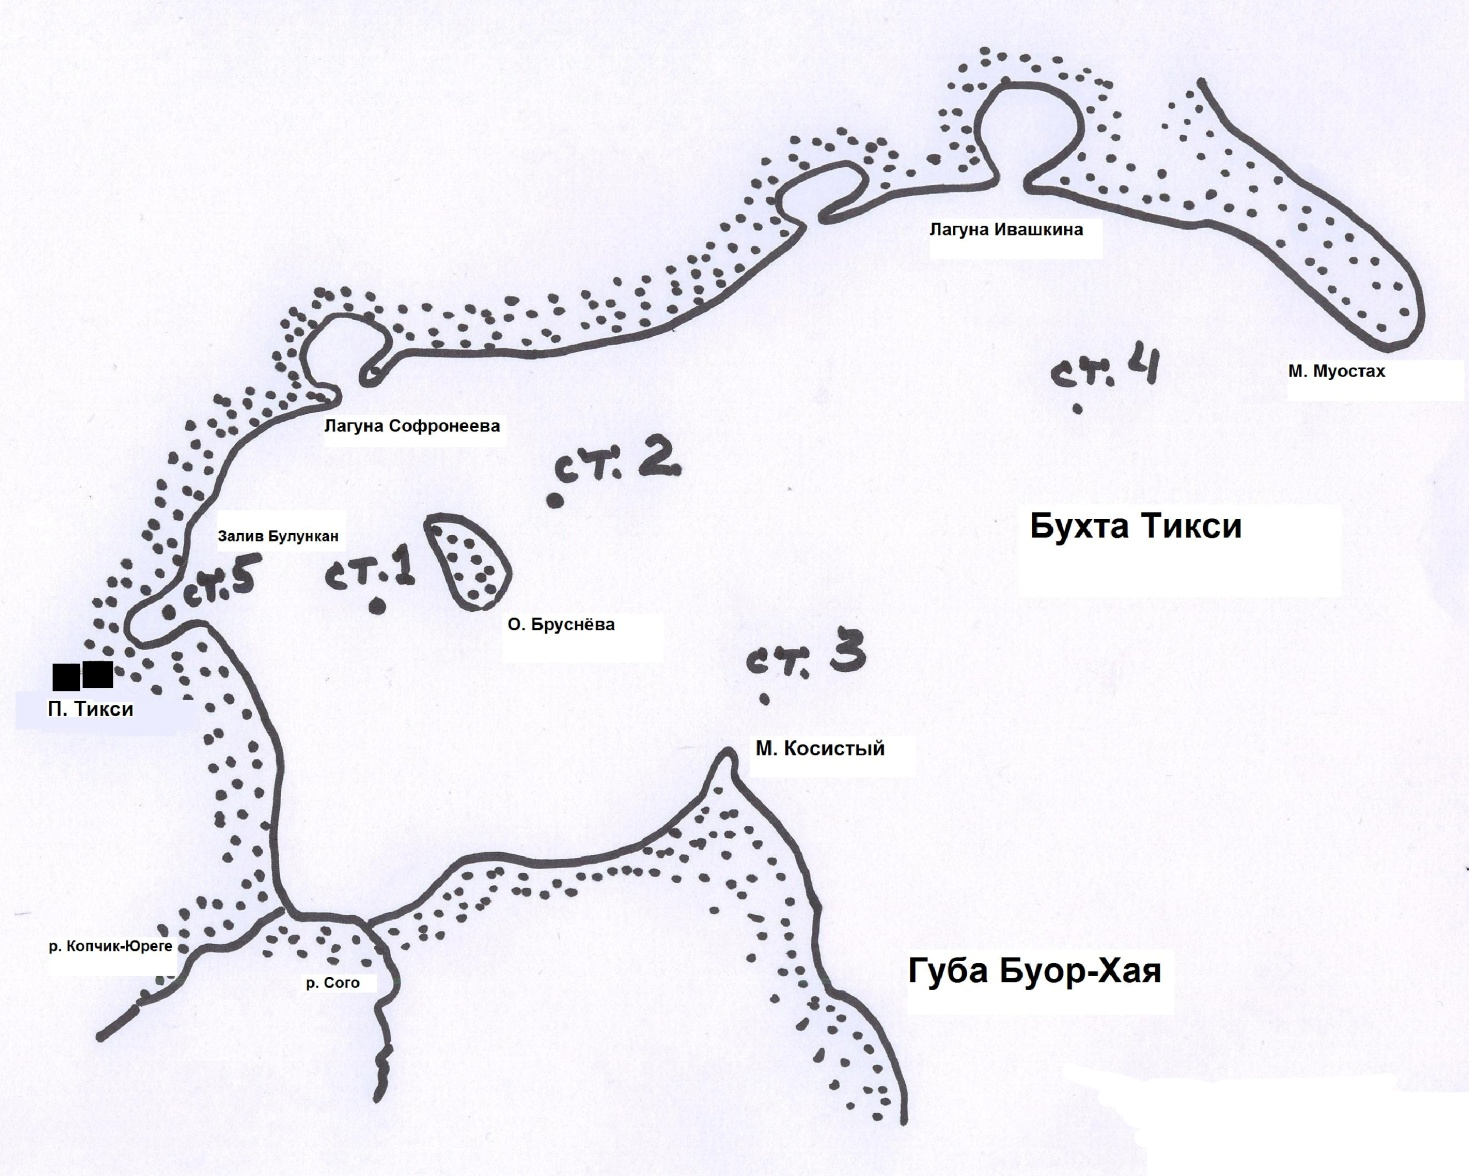 Лагуна Ивашкина
ст. 4
М. Муостах
Лагуна Софронеева
ст. 2
Бухта Тикси
Залив Булункан
ст.5
ст.1
О. Бруснёва
ст. 3
П. Тикси
М. Косистый
р. Копчик-Юреге
р. Сого
Губа Буор-Хая